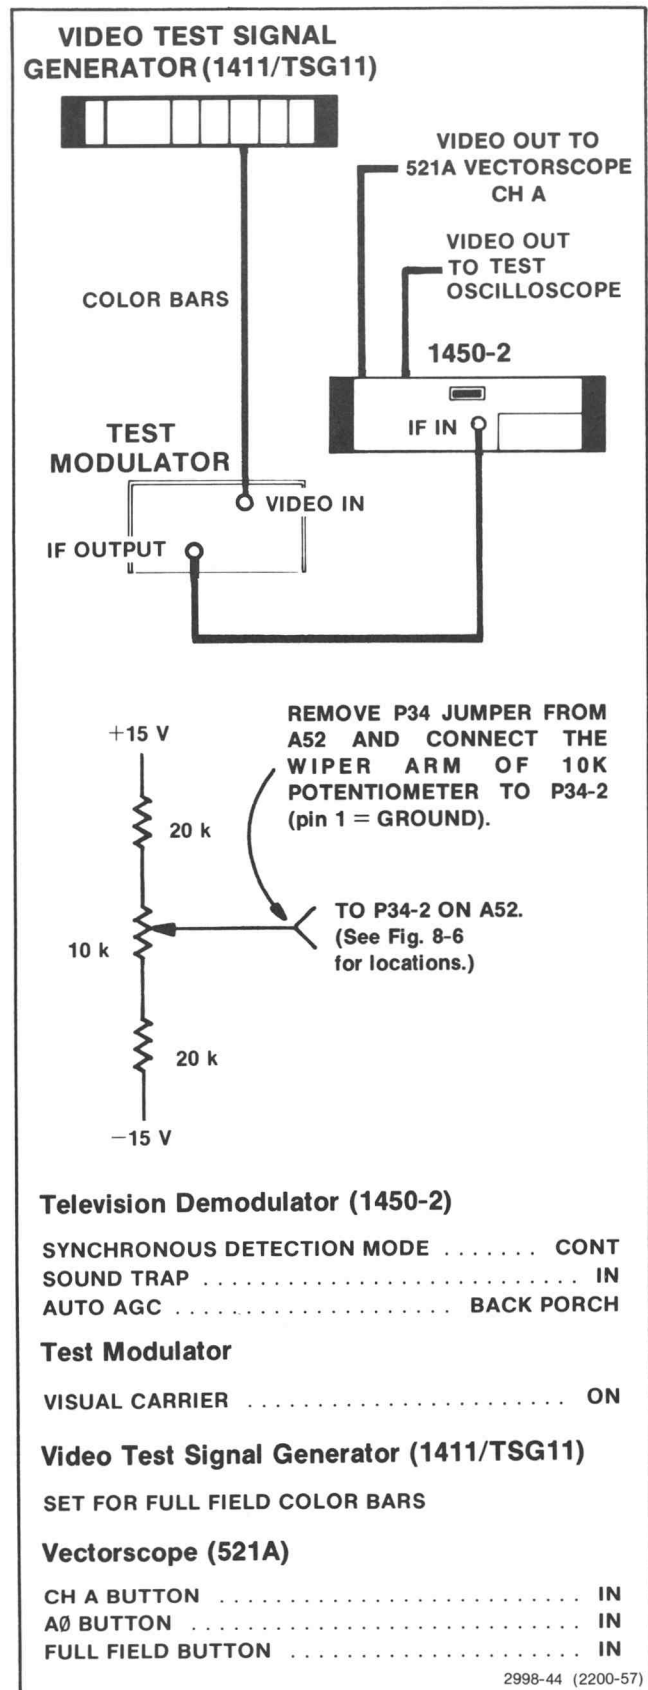 VIDEO TEST SIGNAL
GENERATOR (1411/TSG11)
VIDEO OUT TO
521A VECTORSCOPE
CH A
VIDEO OUT
TO TEST
OSCILLOSCOPE
COLOR BARS
1450-2
IF IN
TEST
MODULATOR
VIDEO IN
IF OUTPUT
REMOVE P34 JUMPER FROM
A52 AND CONNECT THE
WIPER ARM OF 10K
POTENTIOMETER TO P34-2
(pin 1 = GROUND).
+15 V
20 k
TO P34-2 ON A52.
(See Fig. 8-6
for locations.)
10 k
20 k
−15 V
Television Demodulator (1450-2)
SYNCHRONOUS DETECTION MODE ....... CONT
SOUND TRAP ............................ IN
AUTO AGC ..................... BACK PORCH
Test Modulator
VISUAL CARRIER ........................ ON
Video Test Signal Generator (1411/TSG11)
SET FOR FULL FIELD COLOR BARS
Vectorscope (521A)
CH A BUTTON ........................... IN
AØ BUTTON ............................. IN
FULL FIELD BUTTON ...................... IN
2998-44 (2200-57)